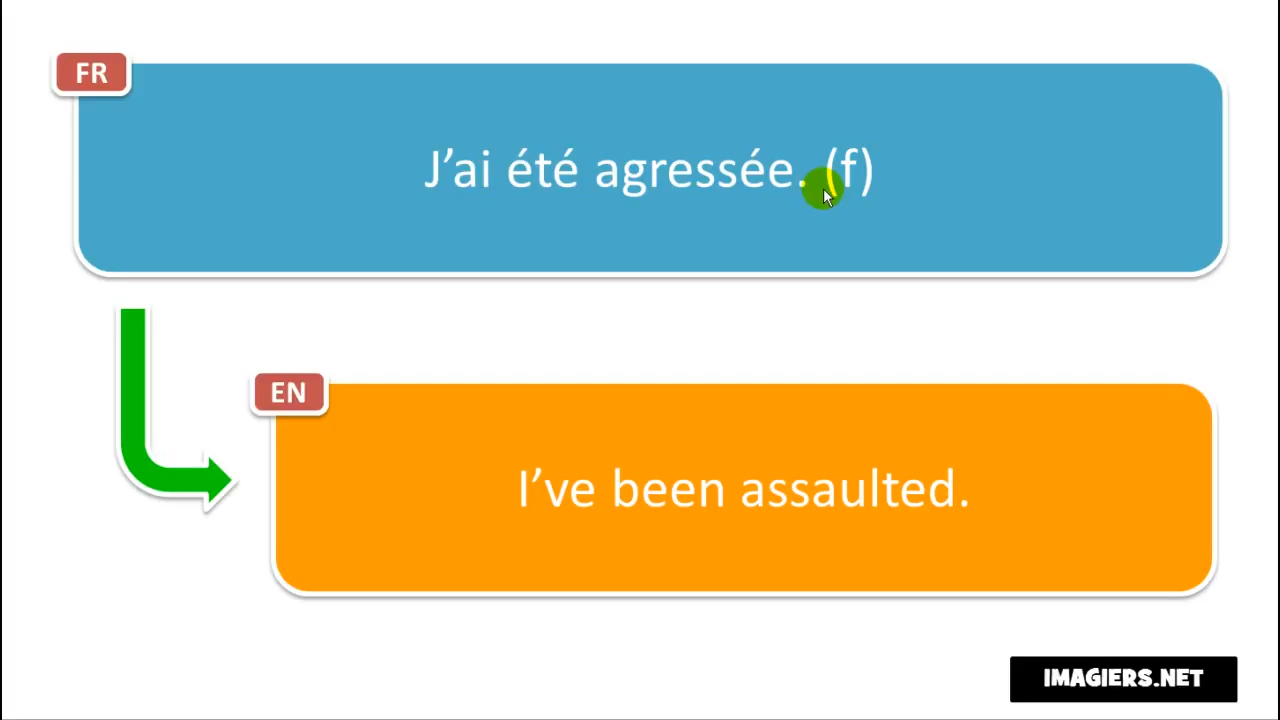 FR
J’ai été agressée. (f)
EN
I’ve been assaulted.
IMAGIERS.NET